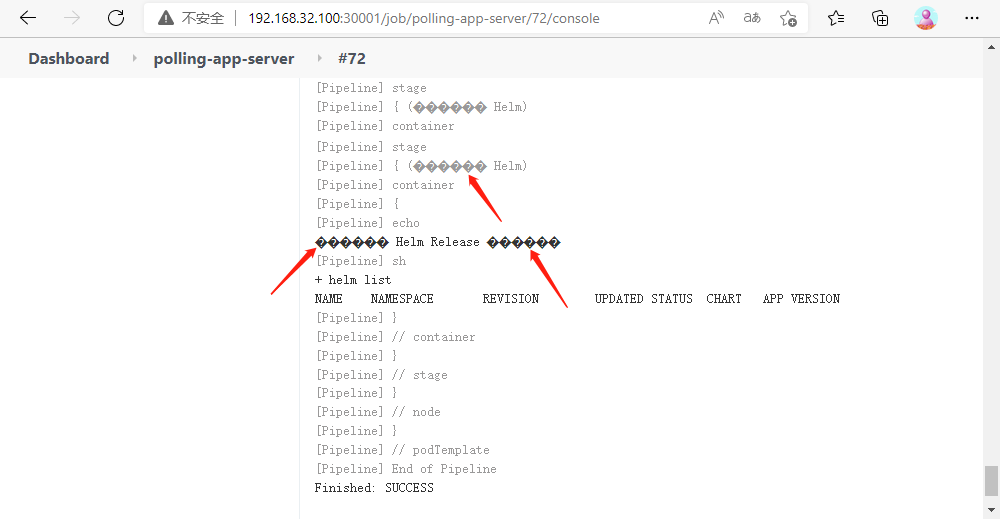 不安全 192.168.32.100:30001/job/polling-app-server/72/console
Dashboard polling-app-server #72
[Pipeline] stage
[Pipeline] { (������ Helm)
[Pipeline] container
[Pipeline] stage
[Pipeline] { (������ Helm)
[Pipeline] container
[Pipeline] {
[Pipeline] echo
������ Helm Release ������
[Pipeline] sh
+ helm list
NAME NAMESPACE REVISION UPDATED STATUS CHART APP VERSION
[Pipeline] }
[Pipeline] // container
[Pipeline] }
[Pipeline] // stage
[Pipeline] }
[Pipeline] // node
[Pipeline] }
[Pipeline] // podTemplate
[Pipeline] End of Pipeline
Finished: SUCCESS